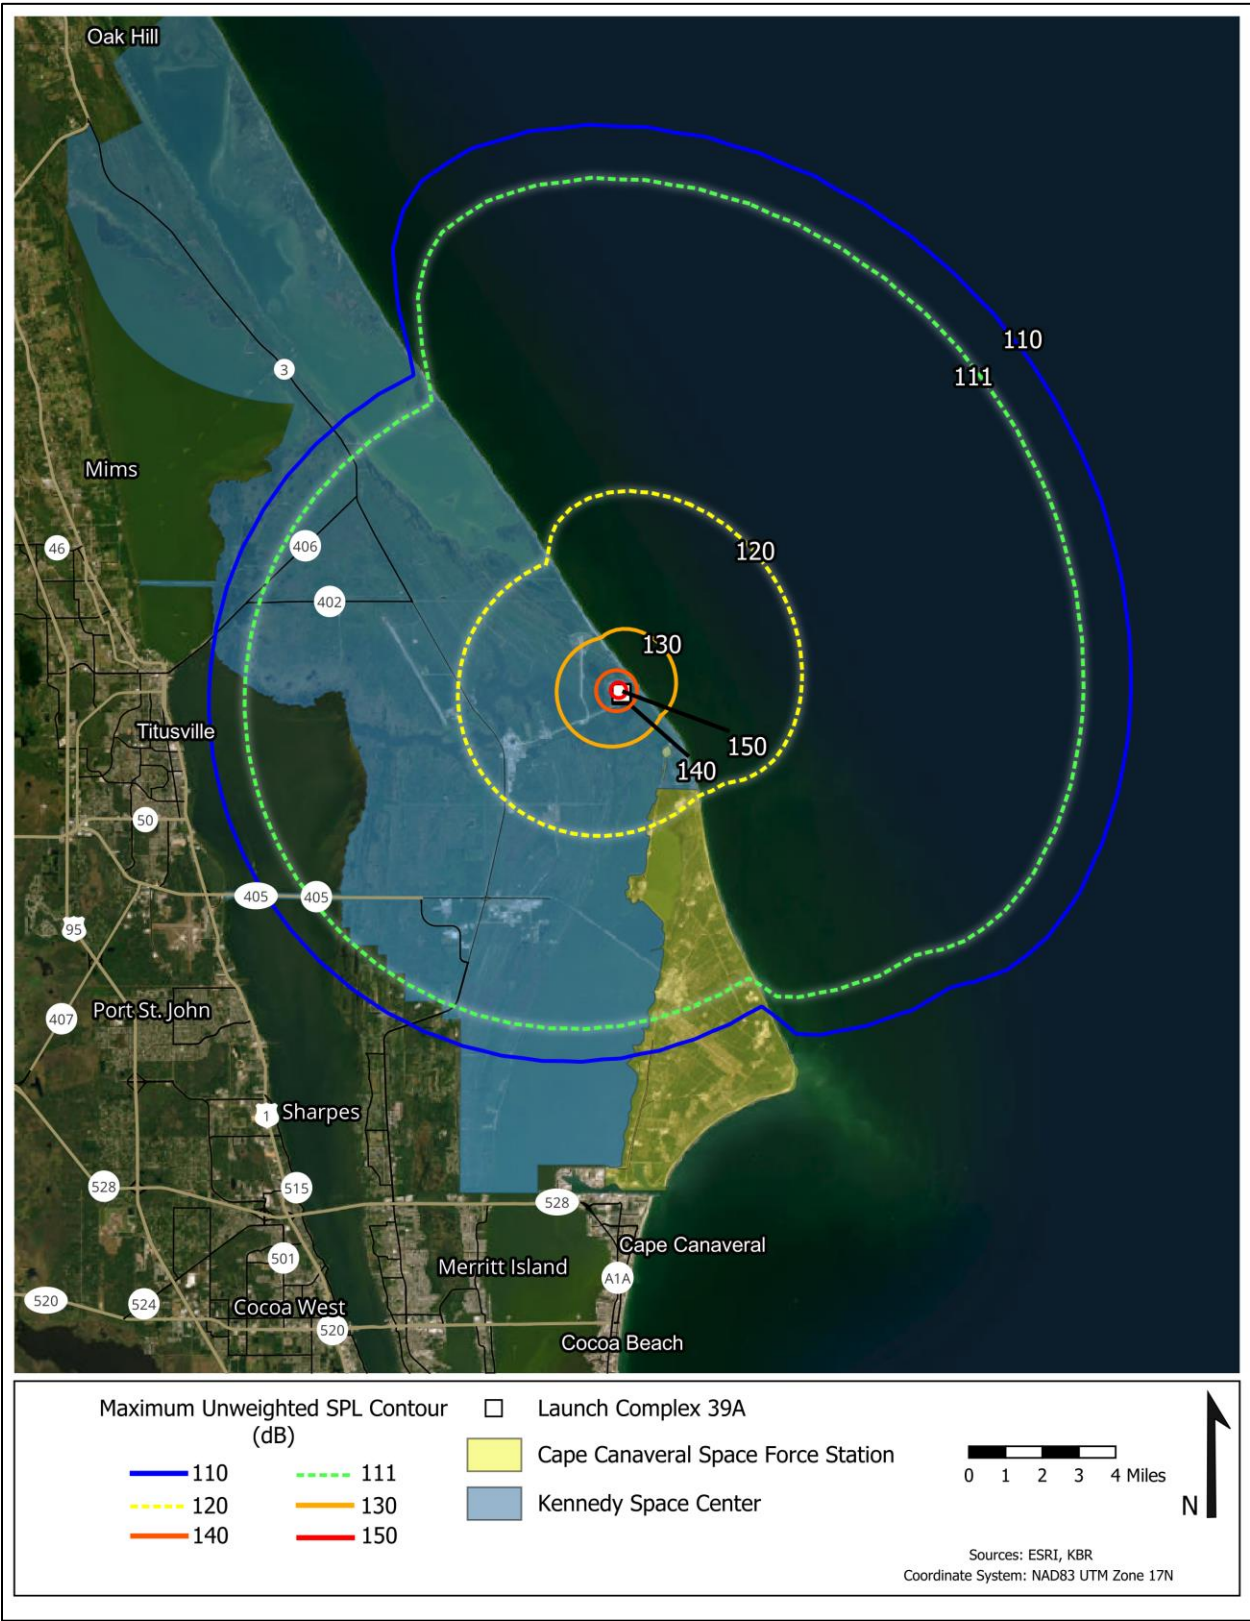 Oak Hill
110
111
3
Mims
46
406
120
402
130
Titusville
150
140
50
405
405
95
Port St. John
407
1
Sharpes
528
515
528
Cape Canaveral
501
Merritt Island
A1A
520
524
Cocoa West
520
Cocoa Beach
Maximum Unweighted SPL Contour
(dB)
110
111
120
130
140
150
Launch Complex 39A
Cape Canaveral Space Force Station
Kennedy Space Center
0 1 2 3 4 Miles
N
Sources: ESRI, KBR
Coordinate System: NAD83 UTM Zone 17N